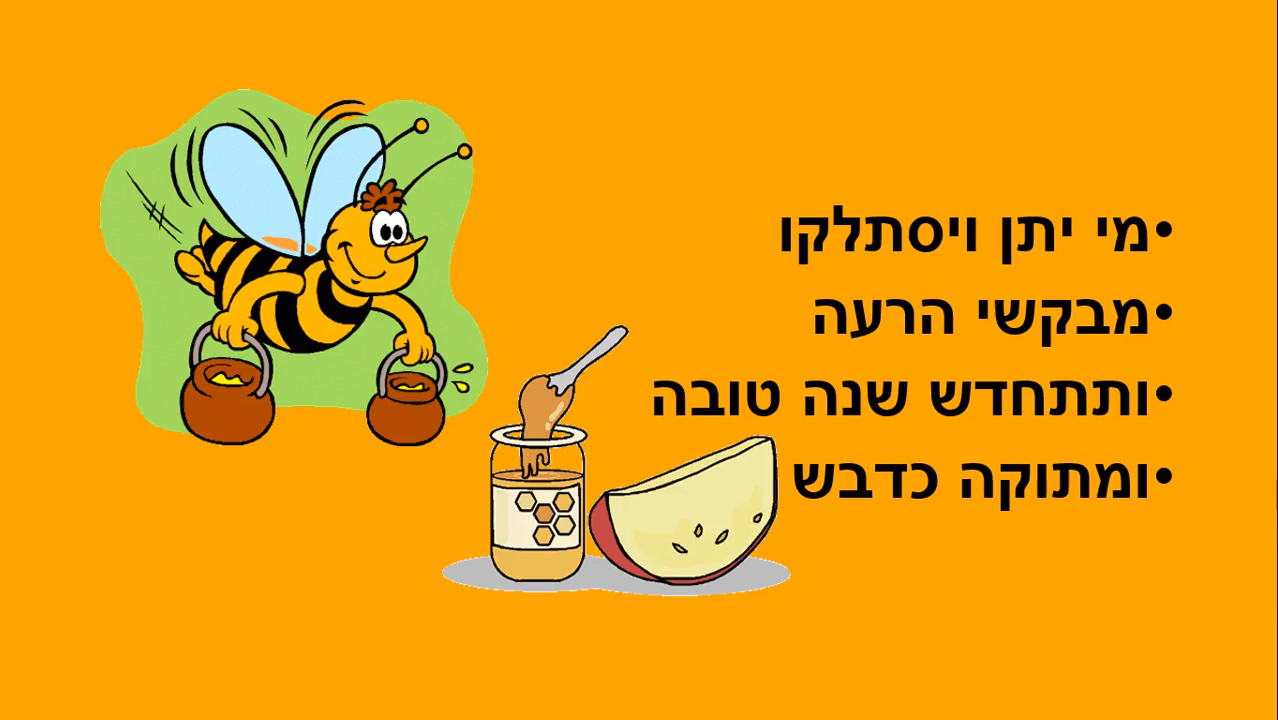 •מי יתן ויסתלקו
•מבקשי הרעה
•ותתחדש שנה טובה
•ומתוקה כדבש